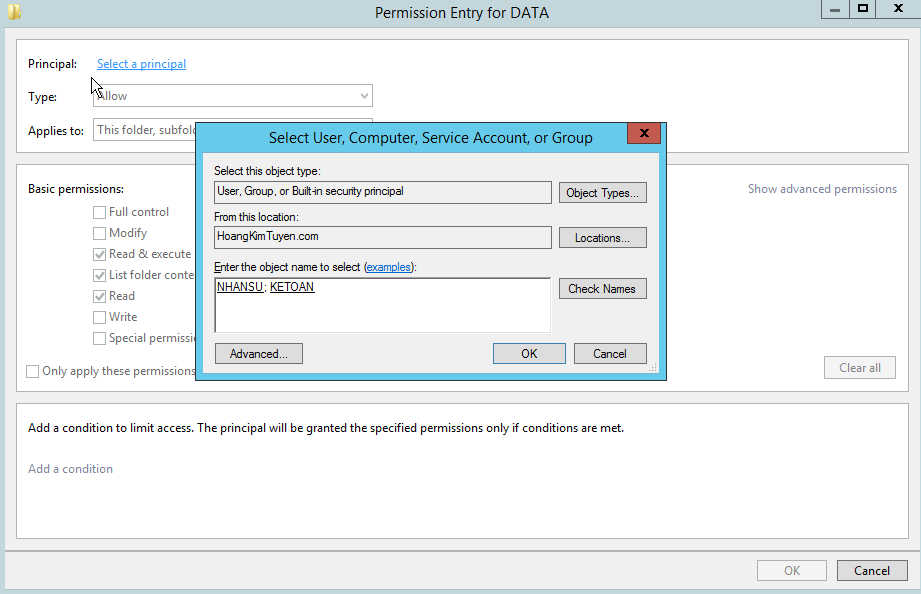 Permission Entry for DATA
Principal: Select a principal
Type: Allow
Applies to: This folder, subfol
Select User, Computer, Service Account, or Group
Select this object type:
User, Group, or Built-in security principal
Object Types...
From this location:
HoangKimTuyen.com
Locations...
Enter the object name to select (examples):
NHANSU; KETOAN
Check Names
Advanced...
OK
Cancel
Basic permissions:
Show advanced permissions
Full control
Modify
Read & execute
List folder conte
Read
Write
Special permissi
Only apply these permissions
Clear all
Add a condition to limit access. The principal will be granted the specified permissions only if conditions are met.
Add a condition
OK
Cancel